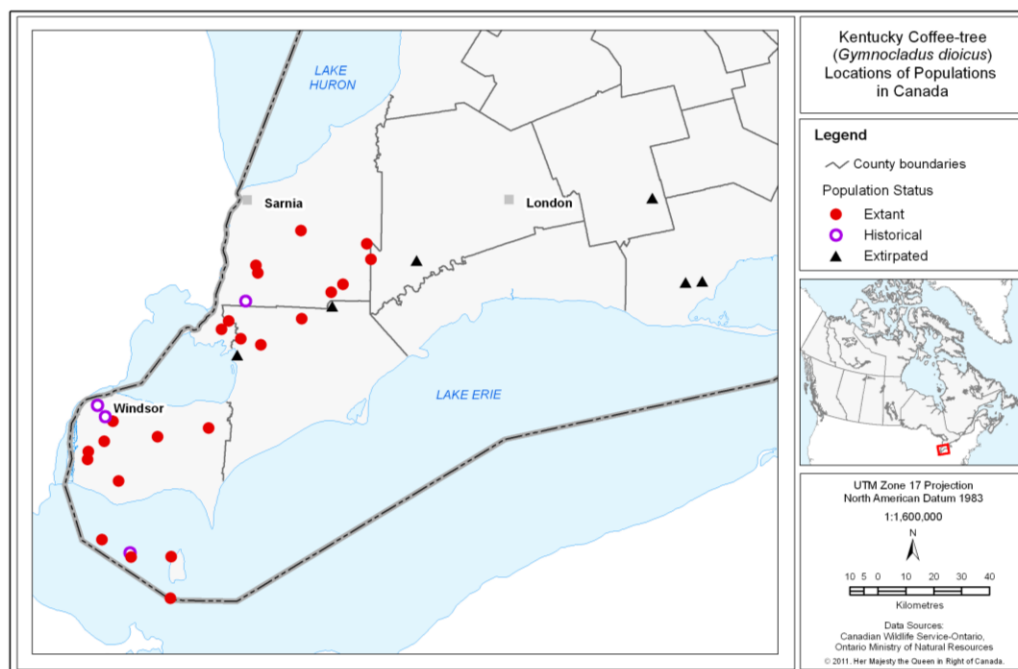 Kentucky Coffee-tree
(Gymnocladus dioicus)
Locations of Populations
in Canada
Legend
County boundaries
Population Status
Extant
Historical
Extirpated
LAKE
HURON
Sarnia
London
Windsor
LAKE ERIE
UTM Zone 17 Projection
North American Datum 1983
1:1,600,000
N
10 5 0 10 20 30 40
Kilometres
Data Sources:
Canadian Wildlife Service-Ontario,
Ontario Ministry of Natural Resources
© 2011. Her Majesty the Queen in Right of Canada.